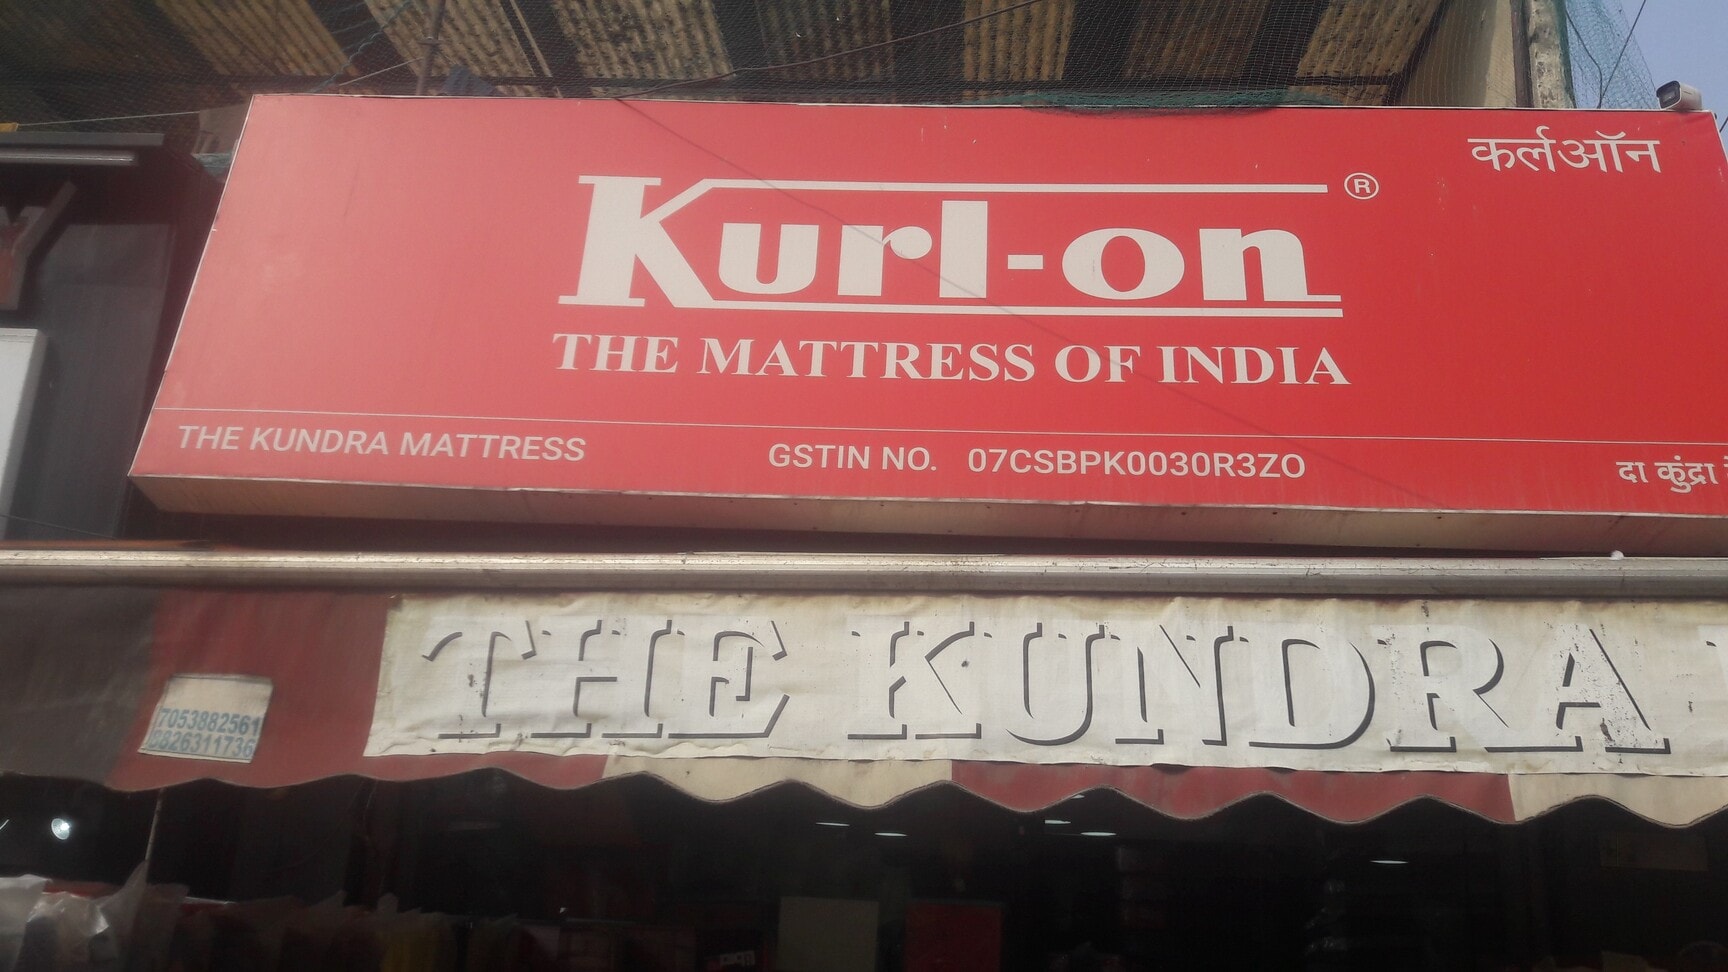 कर्लऑन
Kurl-on ®
THE MATTRESS OF INDIA
THE KUNDRA MATTRESS
GSTIN NO. 07CSBPK0030R3ZO
दा कुंद्रा
THE KUNDRA
7053882561
8826311736